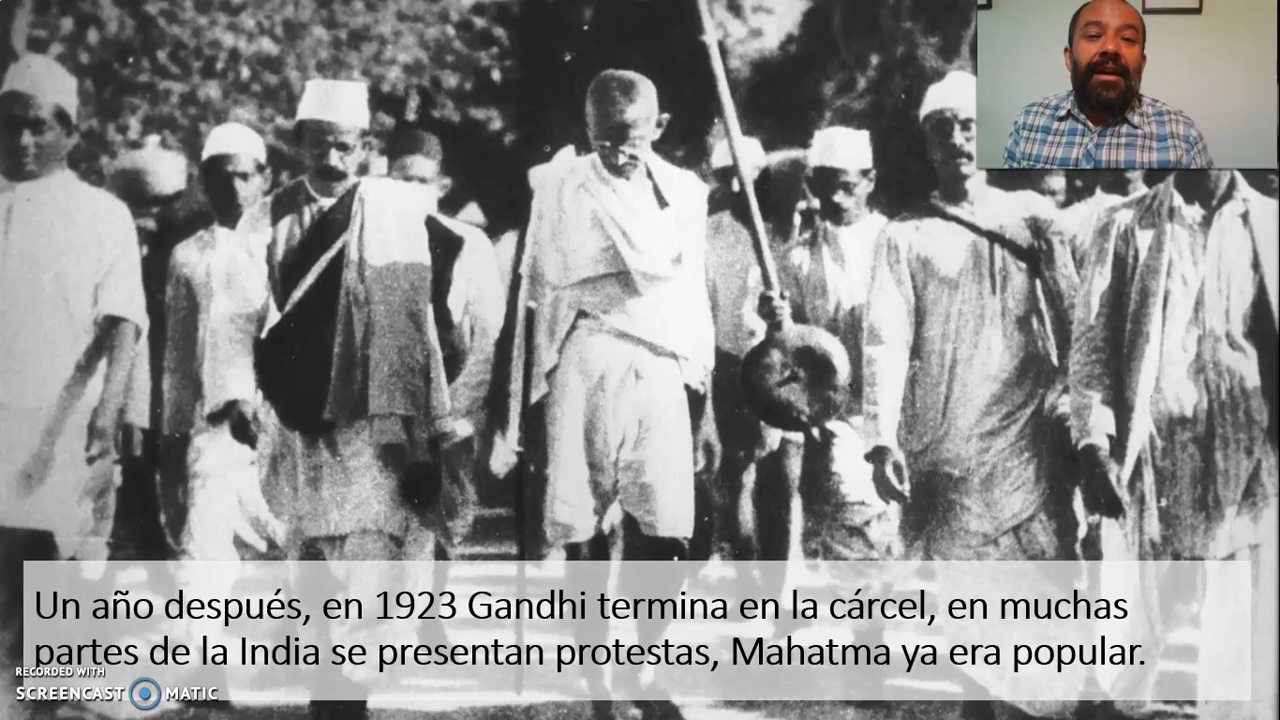 Un año después, en 1923 Gandhi termina en la cárcel, en muchas
partes de la India se presentan protestas, Mahatma ya era popular.
RECORDED WITH
SCREENCAST MATIC